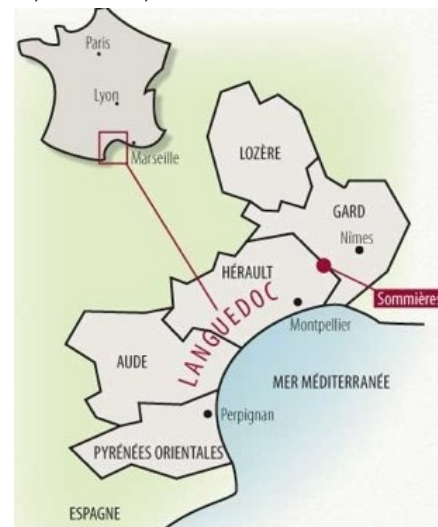 Paris
Lyon
Marseille
LOZÈRE
GARD
Nîmes
HÉRAULT
Sommières
LANGUEDOC
Montpellier
AUDE
MER MÉDITERRANÉE
Perpignan
PYRÉNÉES ORIENTALES
ESPAGNE